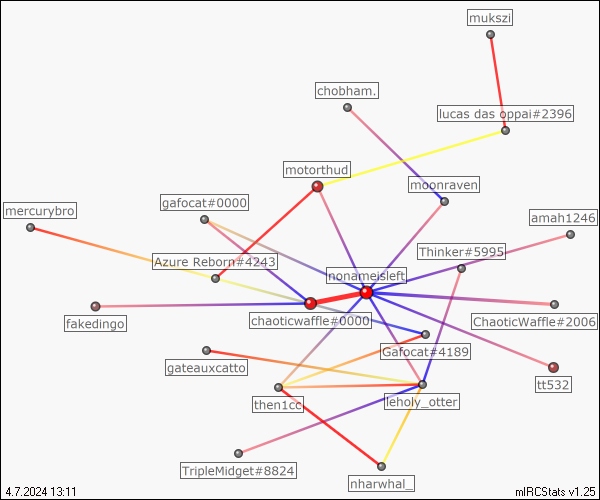 mukszi
chobham.
lucas das oppai#2396
motorthud
moonraven
gafocat#0000
mercurybro
amah1246
Thinker#5995
Azure Reborn#4243
nonameisleft
fakedingo
chaoticwaffle#0000
ChaoticWaffle#2006
Gafocat#4189
gateauxcatto
tt532
then1cc
leholy_otter
TripleMidget#8824
nharwhal_
4.7.2024 13:11
mIRCStats v1.25